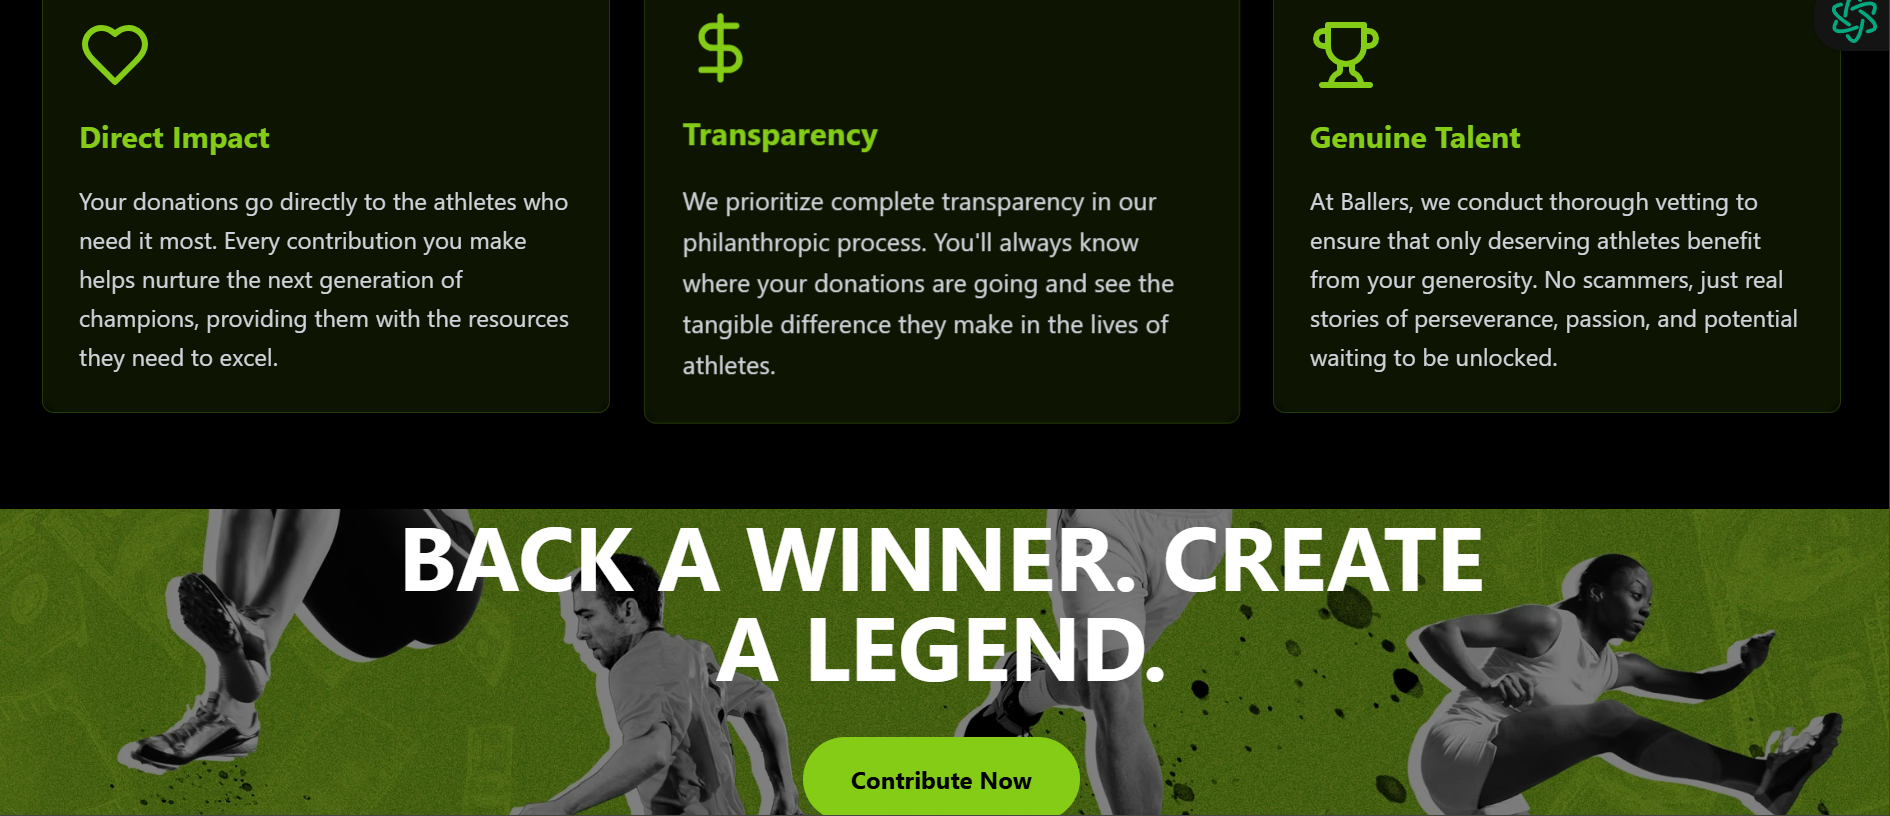 Direct Impact
Your donations go directly to the athletes who
need it most. Every contribution you make
helps nurture the next generation of
champions, providing them with the resources
they need to excel.
Transparency
We prioritize complete transparency in our
philanthropic process. You'll always know
where your donations are going and see the
tangible difference they make in the lives of
athletes.
Genuine Talent
At Ballers, we conduct thorough vetting to
ensure that only deserving athletes benefit
from your generosity. No scammers, just real
stories of perseverance, passion, and potential
waiting to be unlocked.
BACK A WINNER. CREATE
A LEGEND.
Contribute Now